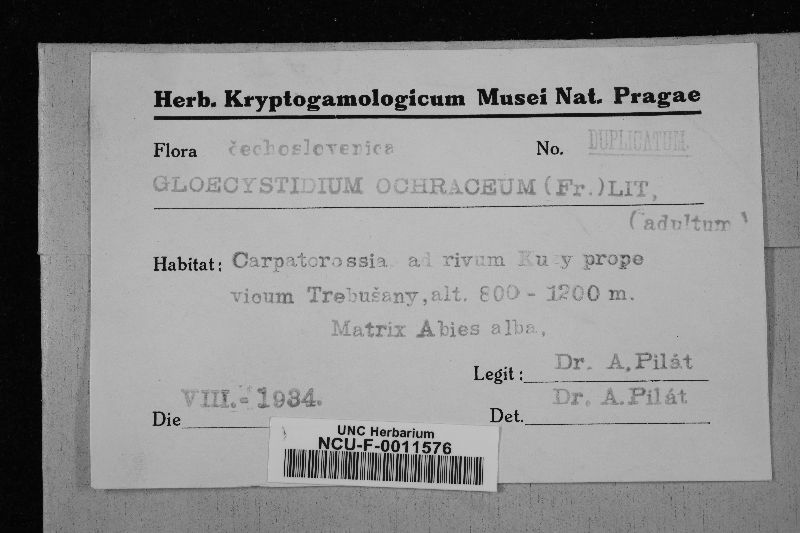 Herb. Kryptogamologicum Musei Nat. Pragae
Flora čechoslovenica No. DUPLICATUM.
GLOECYSTIDIUM OCHRACEUM (Fr.)LIT,
(adultum)
Habitat: Carpatorossia ad rivum prope
vicum Trebušany, alt. 800 - 1200 m.
Matrix Abies alba,
Legit: Dr. A.Pilát
Die VIII.- 1934.
Det. Dr. A.Pilát
UNC Herbarium
NCU-F-0011576